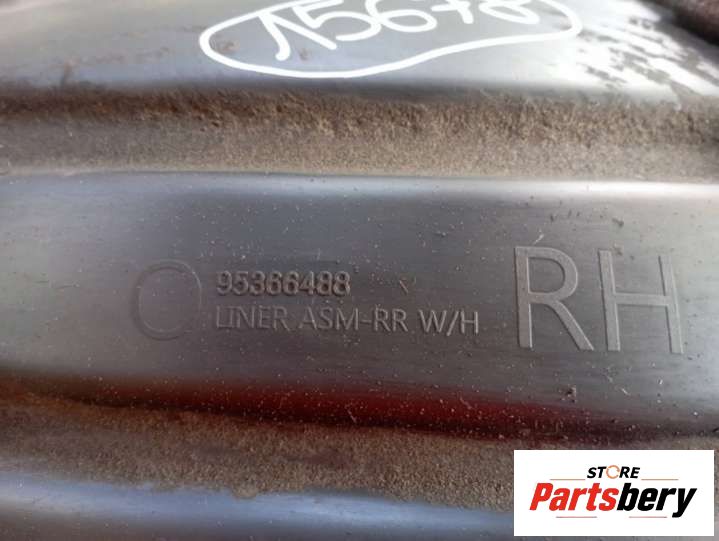 15678
95366488
LINER ASM-RR W/H
RH
STORE
Partsbery